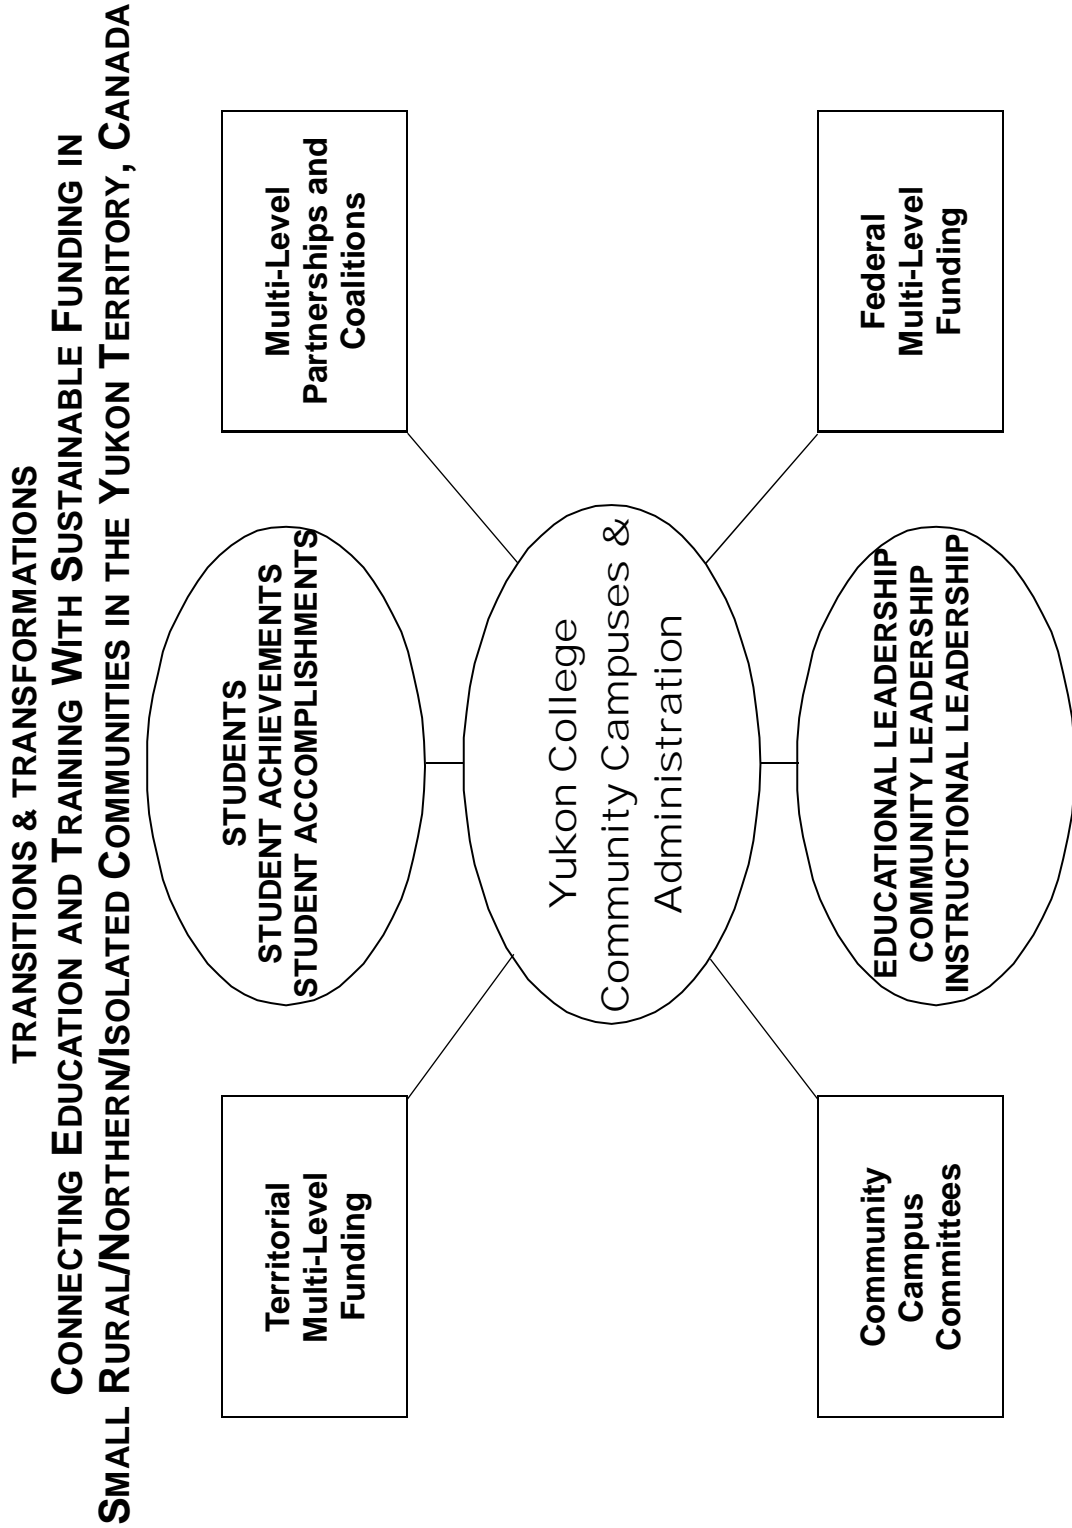 TRANSITIONS & TRANSFORMATIONS
CONNECTING EDUCATION AND TRAINING WITH SUSTAINABLE FUNDING IN
SMALL RURAL/NORTHERN/ISOLATED COMMUNITIES IN THE YUKON TERRITORY, CANADA
Territorial
Multi-Level
Funding
STUDENTS
STUDENT ACHIEVEMENTS
STUDENT ACCOMPLISHMENTS
Multi-Level
Partnerships and
Coalitions
Yukon College
Community Campuses &
Administration
Community
Campus
Committees
EDUCATIONAL LEADERSHIP
COMMUNITY LEADERSHIP
INSTRUCTIONAL LEADERSHIP
Federal
Multi-Level
Funding